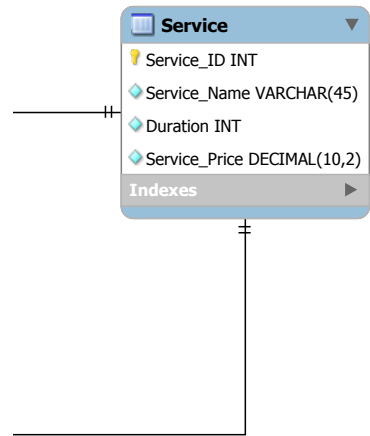 Service
Service_ID INT
Service_Name VARCHAR(45)
Duration INT
Service_Price DECIMAL(10,2)
Indexes